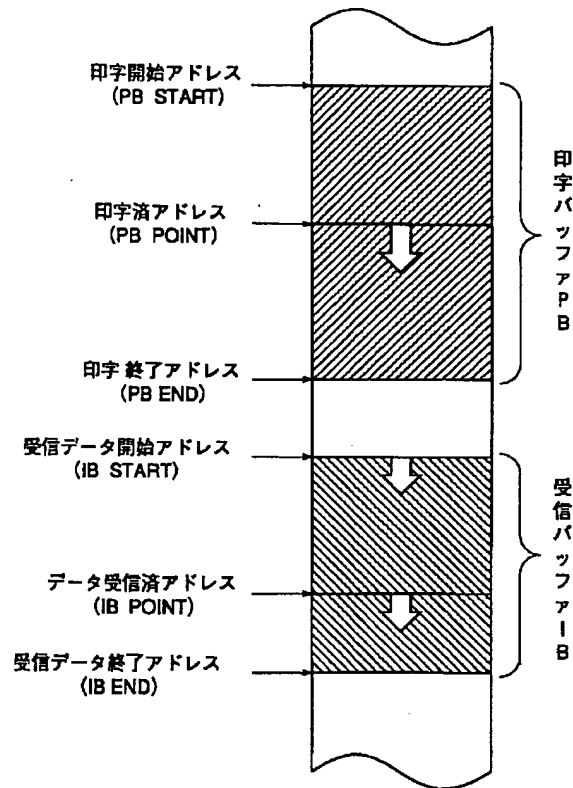 印字開始アドレス
(PB START)
印字済アドレス
(PB POINT)
印字 終了アドレス
(PB END)
受信データ開始アドレス
(IB START)
データ受信済アドレス
(IB POINT)
受信データ終了アドレス
(IB END)
印字バッファPB
受信バッファIB